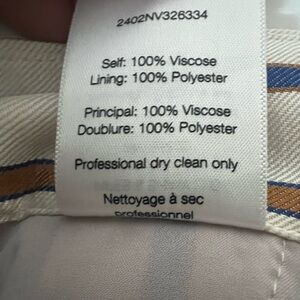 2402NV326334
Self: 100% Viscose
Lining: 100% Polyester
Principal: 100% Viscose
Doublure: 100% Polyester
Professional dry clean only
Nettoyage à sec
professionnel